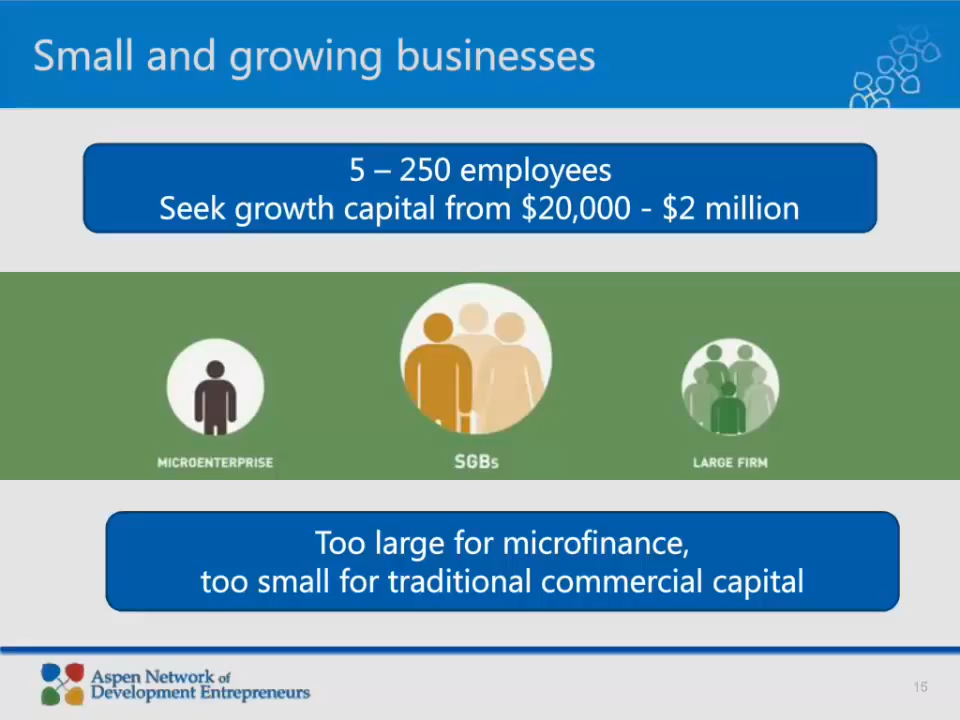 Small and growing businesses
5 – 250 employees
Seek growth capital from $20,000 - $2 million
MICROENTERPRISE
SGBs
LARGE FIRM
Too large for microfinance,
too small for traditional commercial capital
Aspen Network of
Development Entrepreneurs
15